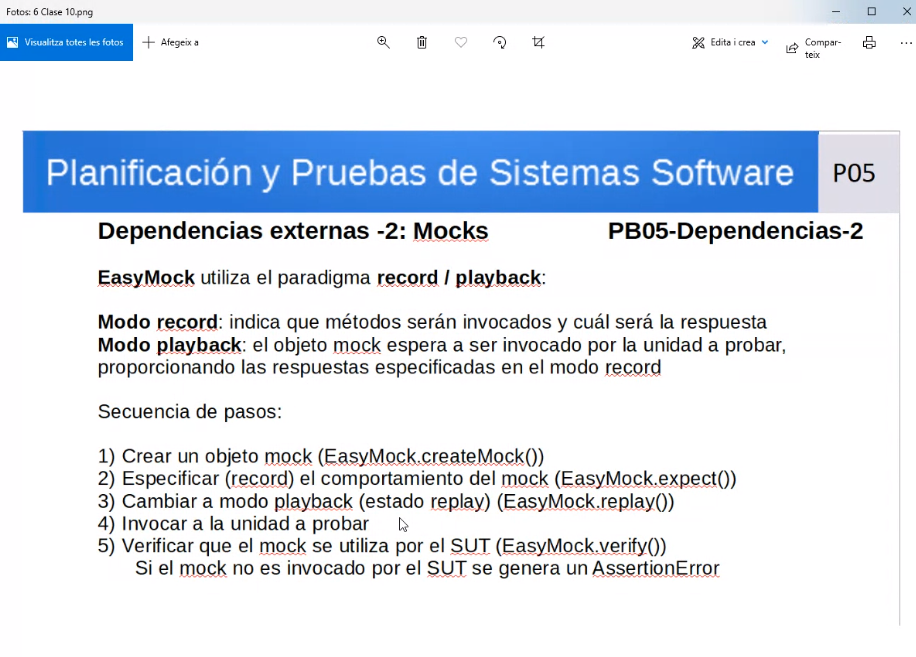 Fotos: 6 Clase 10.png
Visualitza totes les fotos
Afegeix a
Edita i crea
Compar-
teix
Planificación y Pruebas de Sistemas Software
P05
Dependencias externas -2: Mocks PB05-Dependencias-2
EasyMock utiliza el paradigma record / playback:
Modo record: indica que métodos serán invocados y cuál será la respuesta
Modo playback: el objeto mock espera a ser invocado por la unidad a probar,
proporcionando las respuestas especificadas en el modo record
Secuencia de pasos:
1) Crear un objeto mock (EasyMock.createMock())
2) Especificar (record) el comportamiento del mock (EasyMock.expect())
3) Cambiar a modo playback (estado replay) (EasyMock.replay())
4) Invocar a la unidad a probar
5) Verificar que el mock se utiliza por el SUT (EasyMock.verify())
Si el mock no es invocado por el SUT se genera un AssertionError